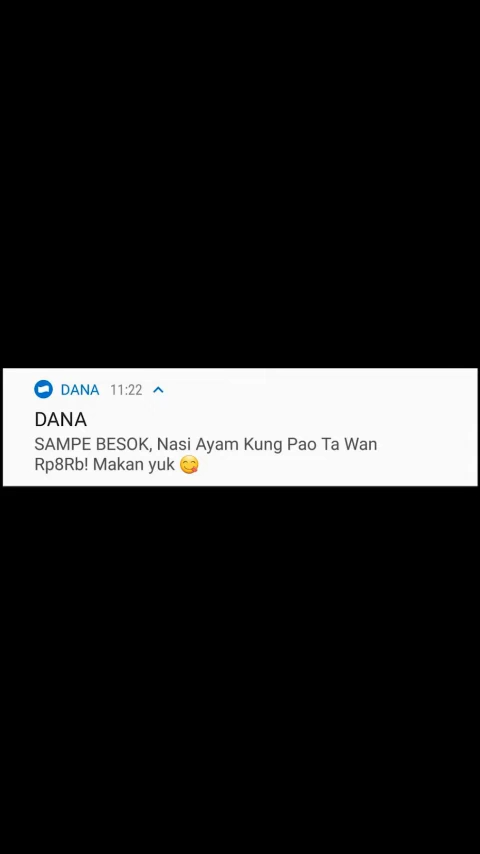 DANA 11:22
DANA
SAMPE BESOK, Nasi Ayam Kung Pao Ta Wan
Rp8Rb! Makan yuk 😋